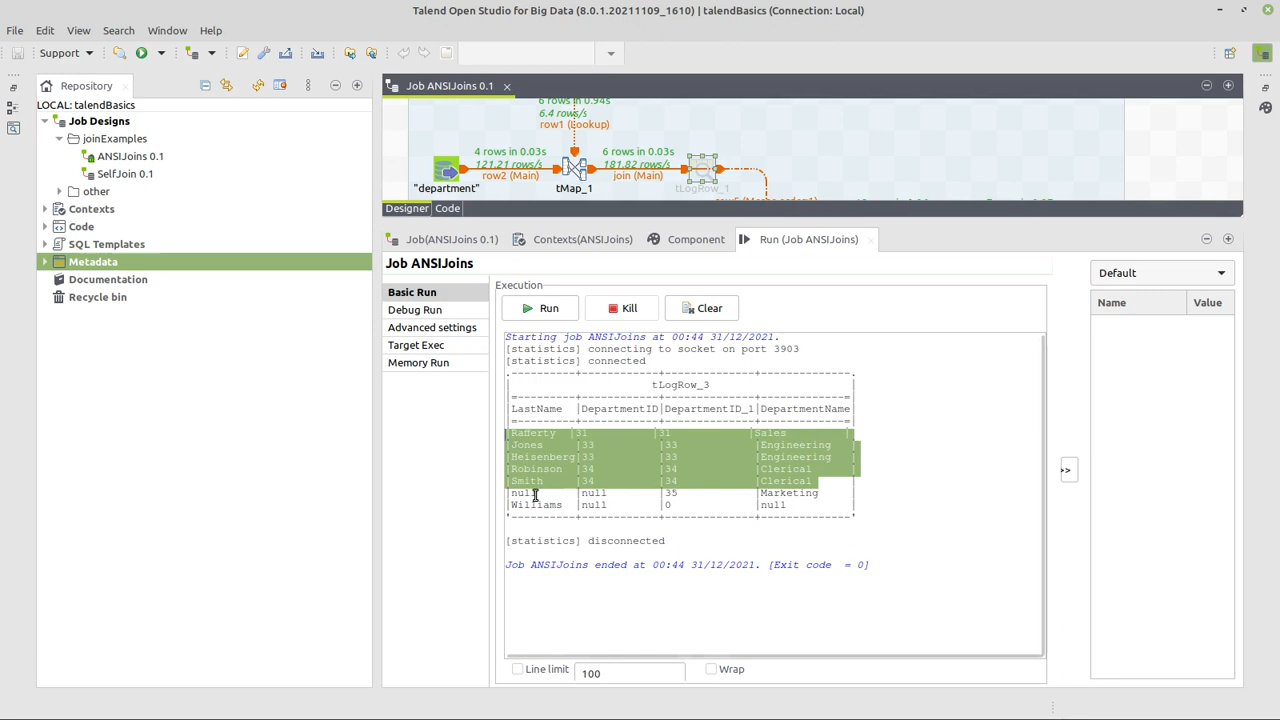 Talend Open Studio for Big Data (8.0.1.20211109_1610) | talendBasics (Connection: Local)
File Edit View Search Window Help
Support
Repository
LOCAL: talendBasics
Job Designs
joinExamples
ANSIJoins 0.1
SelfJoin 0.1
other
Contexts
Code
SQL Templates
Metadata
Documentation
Recycle bin
Job ANSIJoins 0.1
6 rows in 0.94s
6.4 rows/s
row1 (Lookup)
4 rows in 0.03s
121.21 rows/s
row2 (Main)
6 rows in 0.03s
181.82 rows/s
join (Main)
"department"
tMap_1
tLogRow_1
Designer Code
Job(ANSIJoins 0.1) Contexts(ANSIJoins) Component Run (Job ANSIJoins)
Job ANSIJoins
Basic Run
Debug Run
Advanced settings
Target Exec
Memory Run
Execution
Run Kill Clear
Starting job ANSIJoins at 00:44 31/12/2021.
[statistics] connecting to socket on port 3903
[statistics] connected
.----------+------------+--------------+--------------.
| tLogRow_3 |
|=---------+------------+--------------+-------------=|
|LastName |DepartmentID|DepartmentID_1|DepartmentName|
|=---------+------------+--------------+-------------=|
|Rafferty |31 |31 |Sales |
|Jones |33 |33 |Engineering |
|Heisenberg|33 |33 |Engineering |
|Robinson |34 |34 |Clerical |
|Smith |34 |34 |Clerical |
|null |null |35 |Marketing |
|Williams |null |0 |null |
'----------+------------+--------------+--------------'
[statistics] disconnected
Job ANSIJoins ended at 00:44 31/12/2021. [Exit code = 0]
Line limit 100 Wrap
Default
Name Value
>>